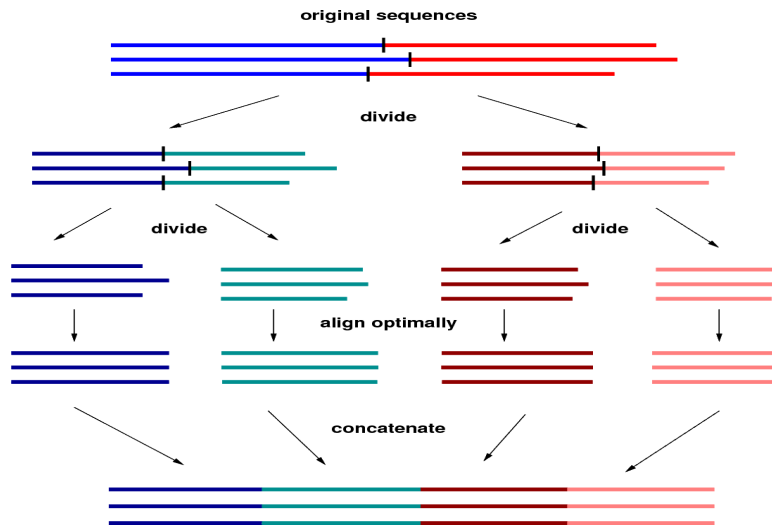 original sequences
divide
divide
divide
align optimally
concatenate